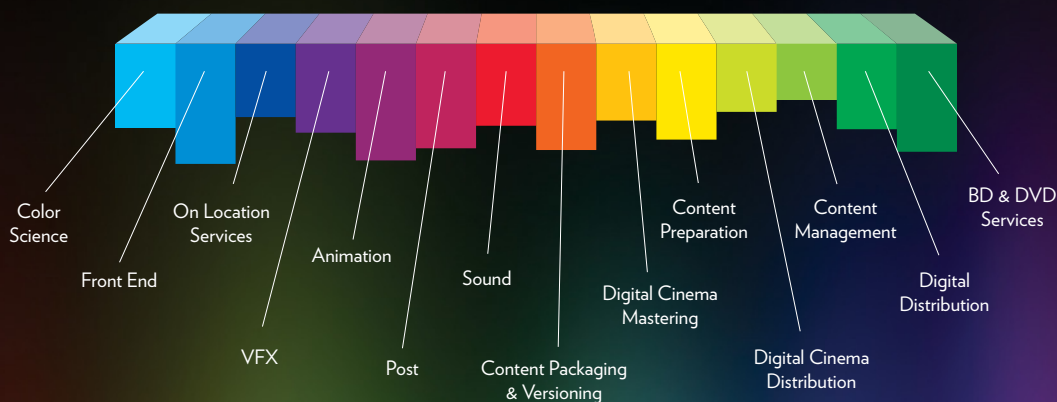 Color
Science
Front End
On Location
Services
VFX
Animation
Post
Sound
Content Packaging
& Versioning
Digital Cinema
Mastering
Content
Preparation
Digital Cinema
Distribution
Content
Management
Digital
Distribution
BD & DVD
Services